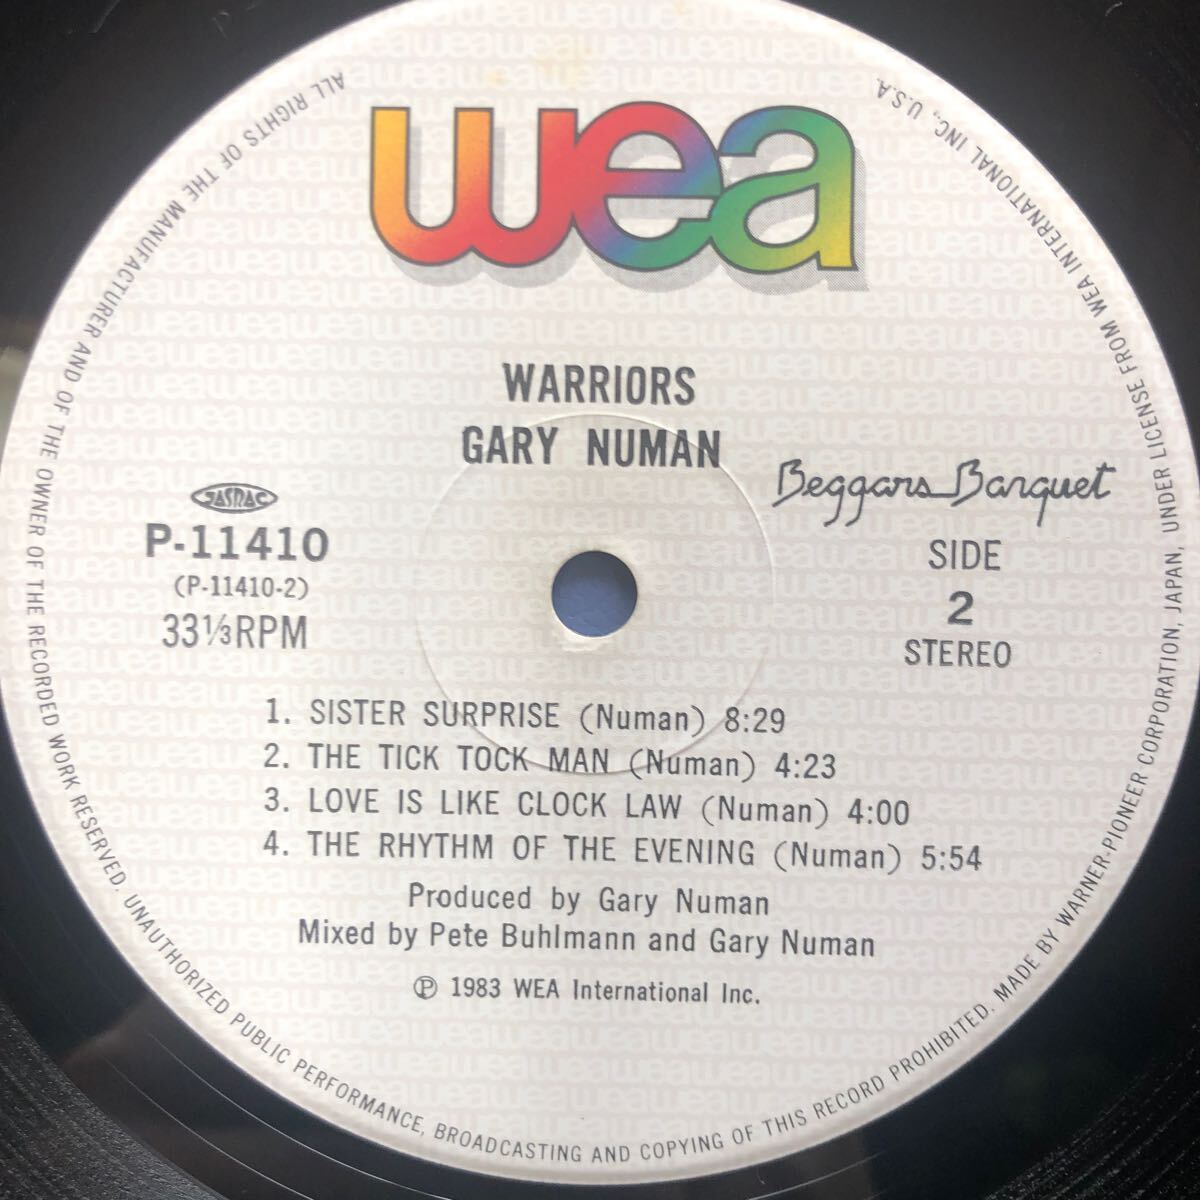 wea
WARRIORS
GARY NUMAN
Beggars Banquet
JASRAC
P-11410
(P-11410-2)
33⅓RPM
SIDE
2
STEREO
1. SISTER SURPRISE (Numan) 8:29
2. THE TICK TOCK MAN (Numan) 4:23
3. LOVE IS LIKE CLOCK LAW (Numan) 4:00
4. THE RHYTHM OF THE EVENING (Numan) 5:54
Produced by Gary Numan
Mixed by Pete Buhlmann and Gary Numan
℗ 1983 WEA International Inc.
ALL RIGHTS OF THE MANUFACTURER AND OF THE OWNER OF THE RECORDED WORK RESERVED. UNAUTHORIZED PUBLIC PERFORMANCE, BROADCASTING AND COPYING OF THIS RECORD PROHIBITED. MADE BY WARNER-PIONEER CORPORATION, JAPAN, UNDER LICENSE FROM WEA INTERNATIONAL INC., U.S.A.